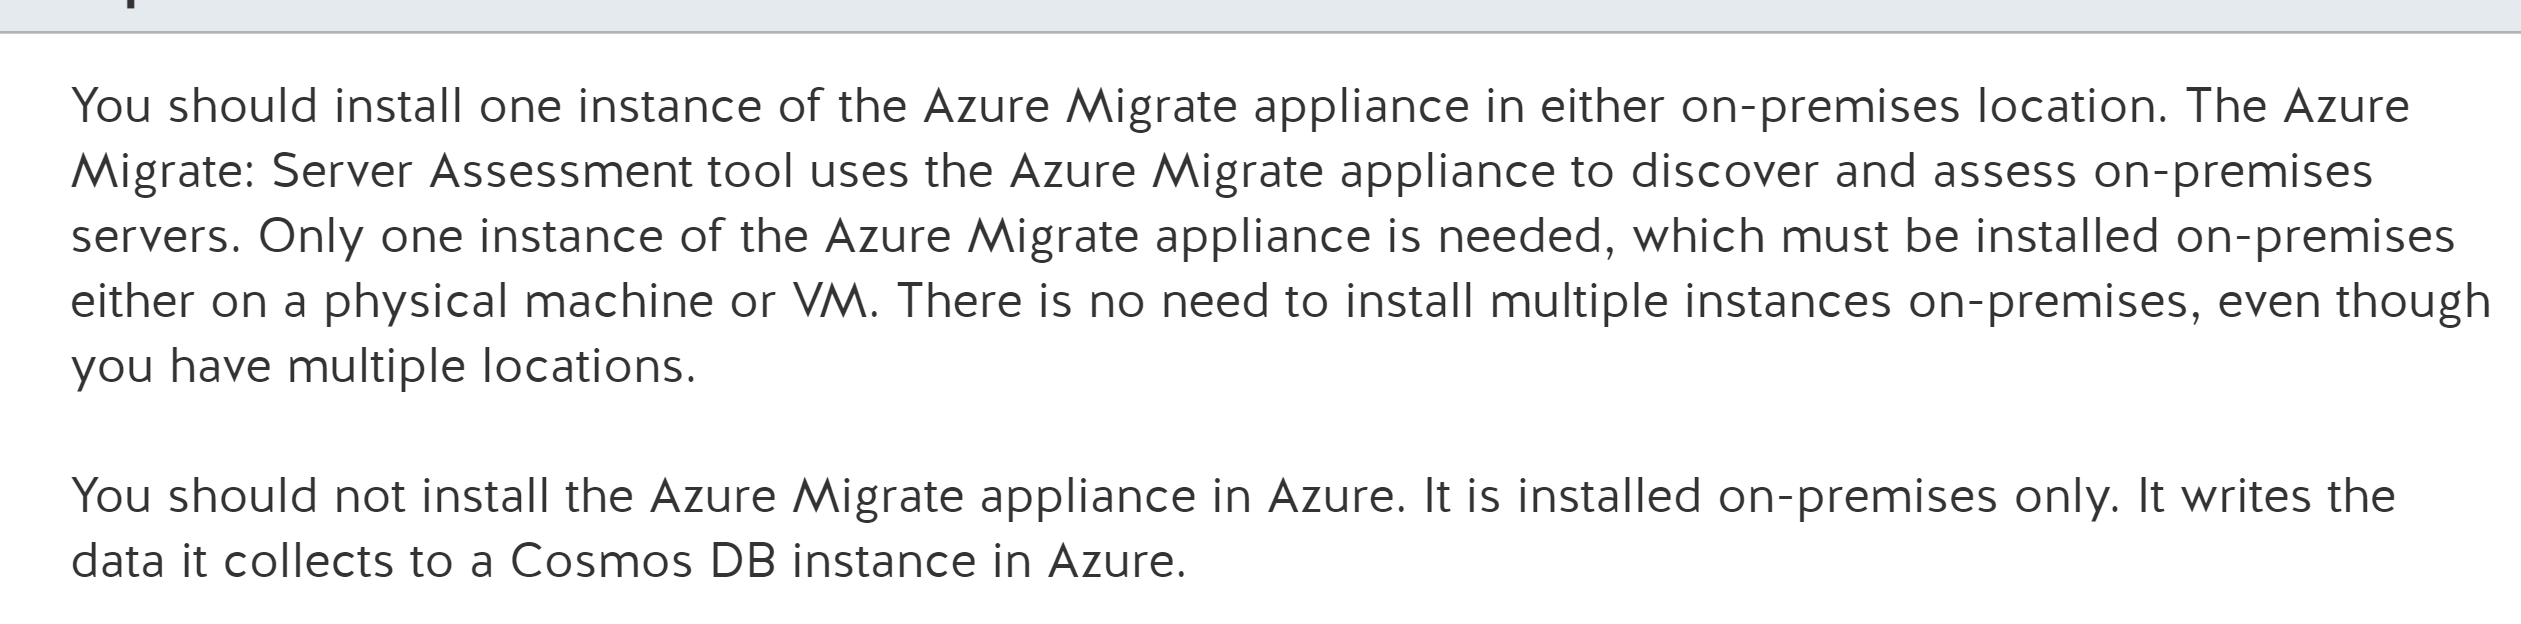 You should install one instance of the Azure Migrate appliance in either on-premises location. The Azure
Migrate: Server Assessment tool uses the Azure Migrate appliance to discover and assess on-premises
servers. Only one instance of the Azure Migrate appliance is needed, which must be installed on-premises
either on a physical machine or VM. There is no need to install multiple instances on-premises, even though
you have multiple locations.
You should not install the Azure Migrate appliance in Azure. It is installed on-premises only. It writes the
data it collects to a Cosmos DB instance in Azure.